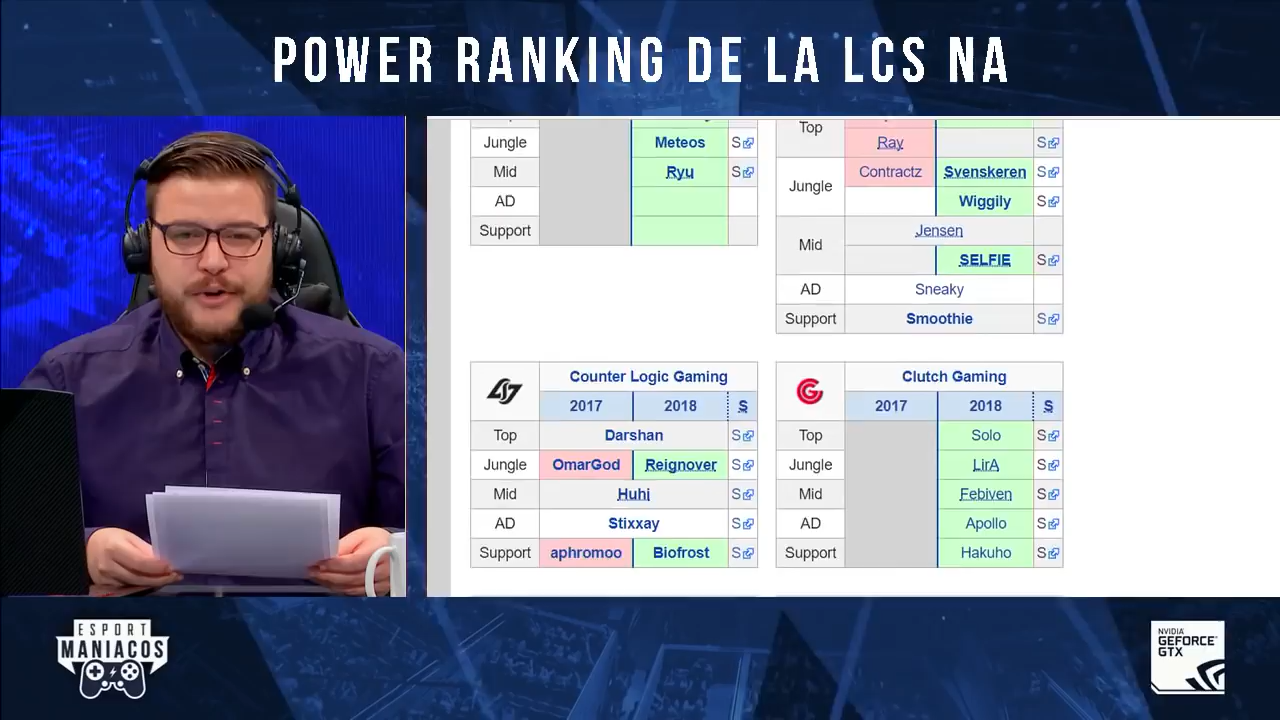 POWER RANKING DE LA LCS NA
Jungle Meteos S
Mid Ryu S
AD
Support
Top
Ray S
Jungle Contractz Svenskeren S
Wiggily S
Mid Jensen
SELFIE S
AD Sneaky
Support Smoothie S
Counter Logic Gaming
2017 2018 S
Top Darshan S
Jungle OmarGod Reignover S
Mid Huhi S
AD Stixxay S
Support aphromoo Biofrost S
Clutch Gaming
2017 2018 S
Top Solo S
Jungle LirA S
Mid Febiven S
AD Apollo S
Support Hakuho S
ESPORT
MANIACOS
NVIDIA
GEFORCE
GTX